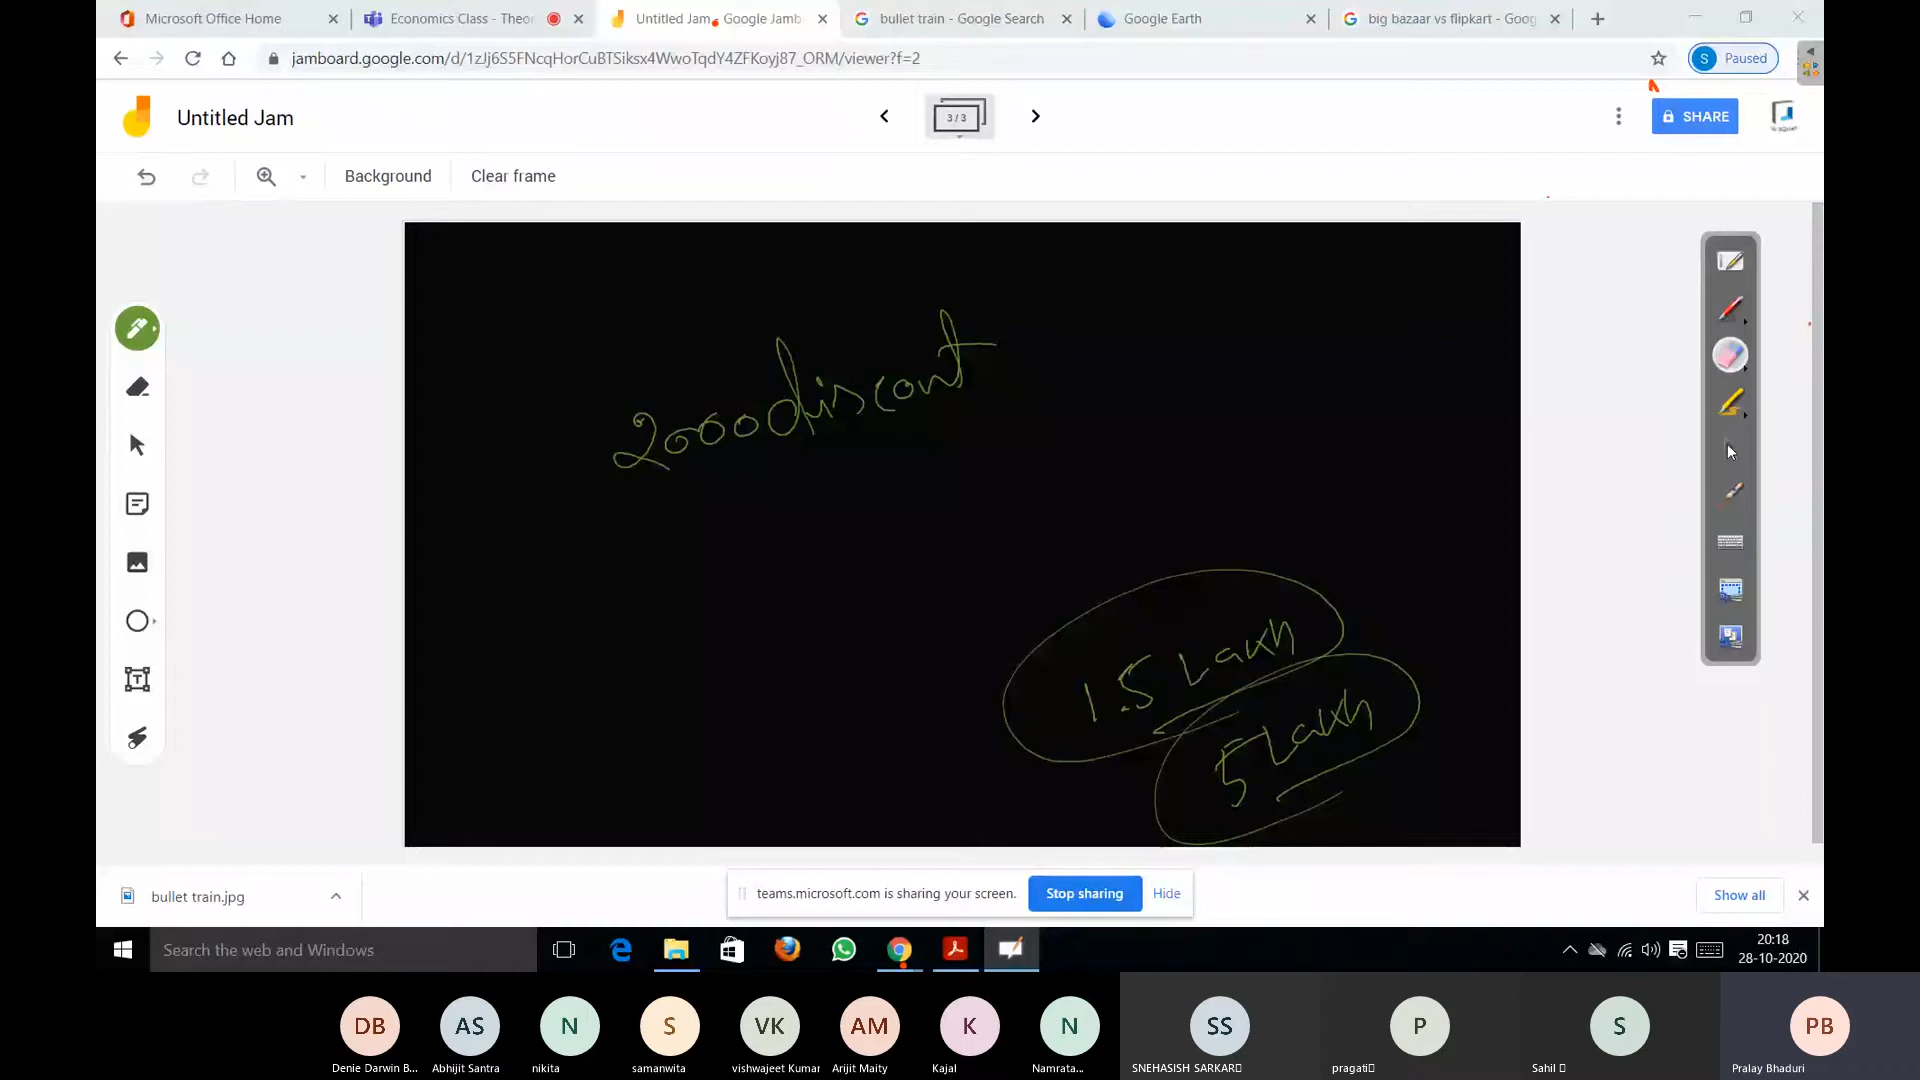 Microsoft Office Home
Economics Class - Theor
Untitled Jam - Google Jamb
bullet train - Google Search
Google Earth
big bazaar vs flipkart - Goog
jamboard.google.com/d/1zJj6S5FNcqHorCuBTSiksx4WwoTqdY4ZFKoyj87_ORM/viewer?f=2
S Paused
Untitled Jam
3 / 3
SHARE
Background
Clear frame
2000 discount
1.5 Lakh
5 Lakh
bullet train.jpg
teams.microsoft.com is sharing your screen.
Stop sharing
Hide
Show all
Search the web and Windows
20:18
28-10-2020
DB
AS
N
S
VK
AM
K
N
SS
P
S
PB
Denie Darwin B...
Abhijit Santra
nikita
samanwita
vishwajeet Kumar
Arijit Maity
Kajal
Namrata...
SNEHASISH SARKAR
pragati
Sahil
Pralay Bhaduri